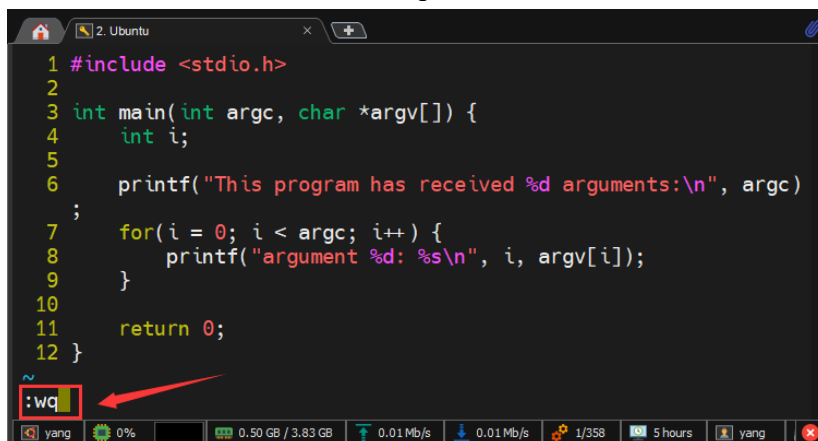 2. Ubuntu
1 #include <stdio.h>
2
3 int main(int argc, char *argv[]) {
4     int i;
5
6     printf("This program has received %d arguments:\n", argc)
;
7     for(i = 0; i < argc; i++) {
8         printf("argument %d: %s\n", i, argv[i]);
9     }
10
11     return 0;
12 }
~
:wq
yang 0% 0.50 GB / 3.83 GB 0.01 Mb/s 0.01 Mb/s 1/358 5 hours yang